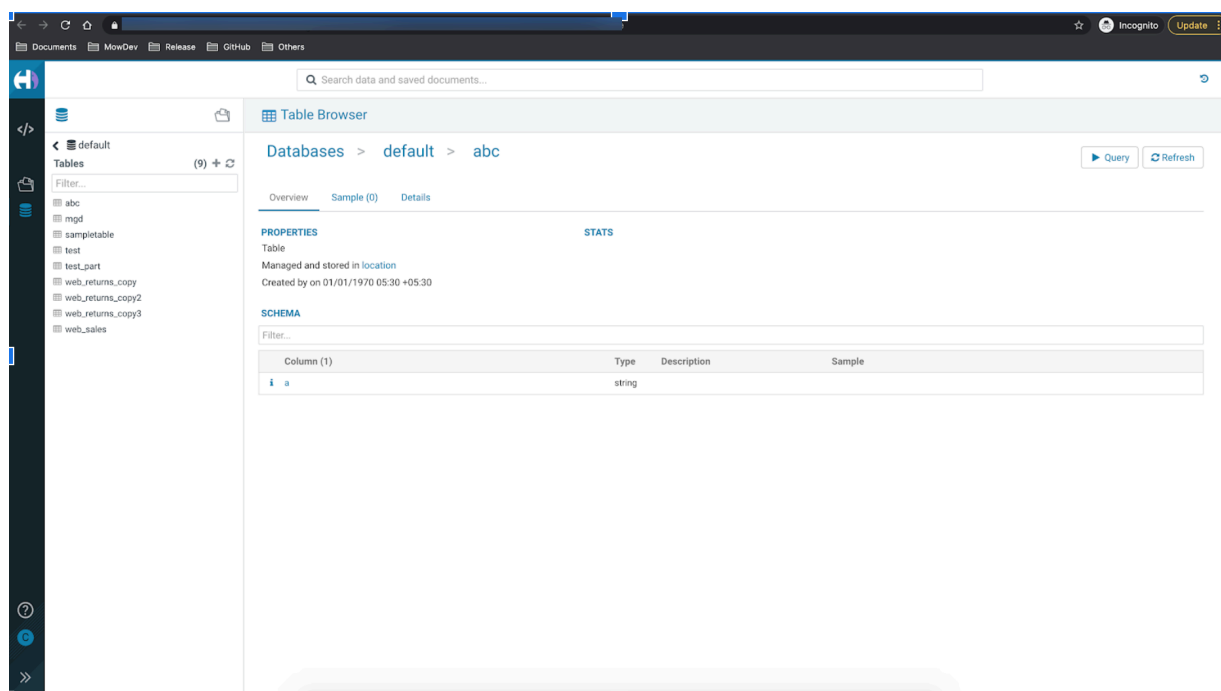 Incognito
Update
Documents
MowDev
Release
GitHub
Others
Search data and saved documents...
</>
default
Tables (9)
Filter...
abc
mgd
sampletable
test
test_part
web_returns_copy
web_returns_copy2
web_returns_copy3
web_sales
Table Browser
Databases > default > abc
Query
Refresh
Overview Sample (0) Details
PROPERTIES
Table
Managed and stored in location
Created by on 01/01/1970 05:30 +05:30
STATS
SCHEMA
Filter...
Column (1) Type Description Sample
i a string
?
C